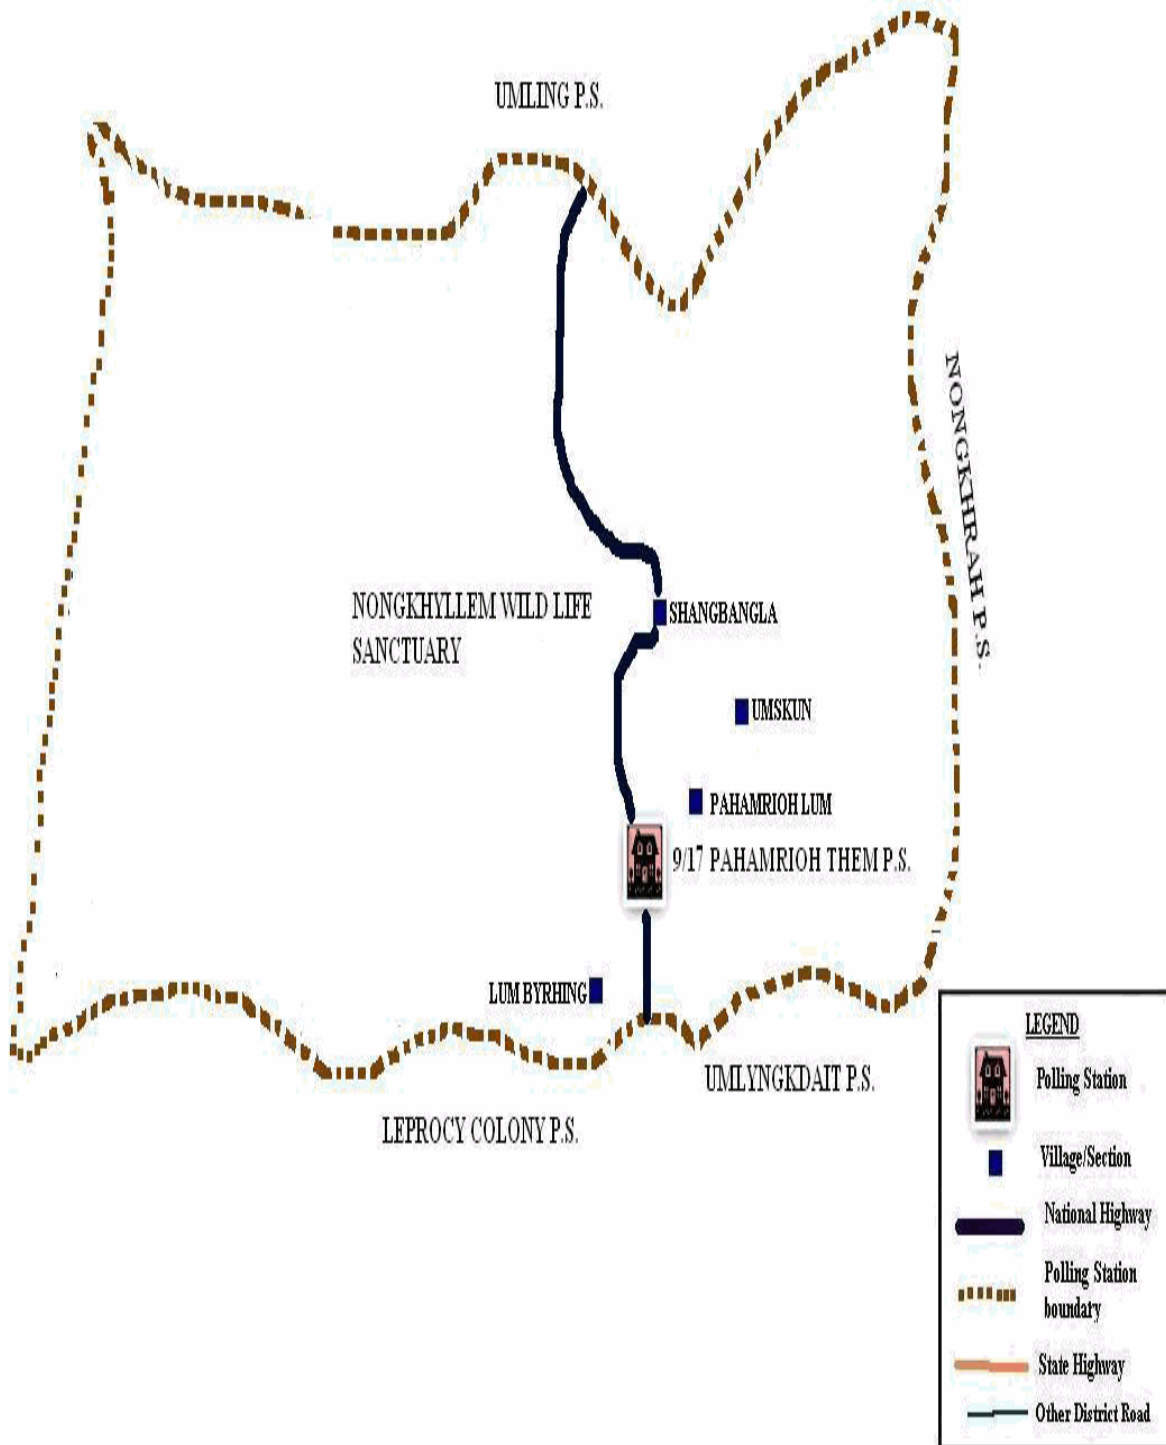 UMLING P.S.
NONGKHRAH P.S.
NONGKHYLLEM WILD LIFE
SANCTUARY
SHANGBANGLA
UMSKUN
PAHAMRIOH LUM
9/17 PAHAMRIOH THEM P.S.
LUM BYRHING
UMLYNGKDAIT P.S.
LEPROCY COLONY P.S.
LEGEND
Polling Station
Village/Section
National Highway
Polling Station
boundary
State Highway
Other District Road